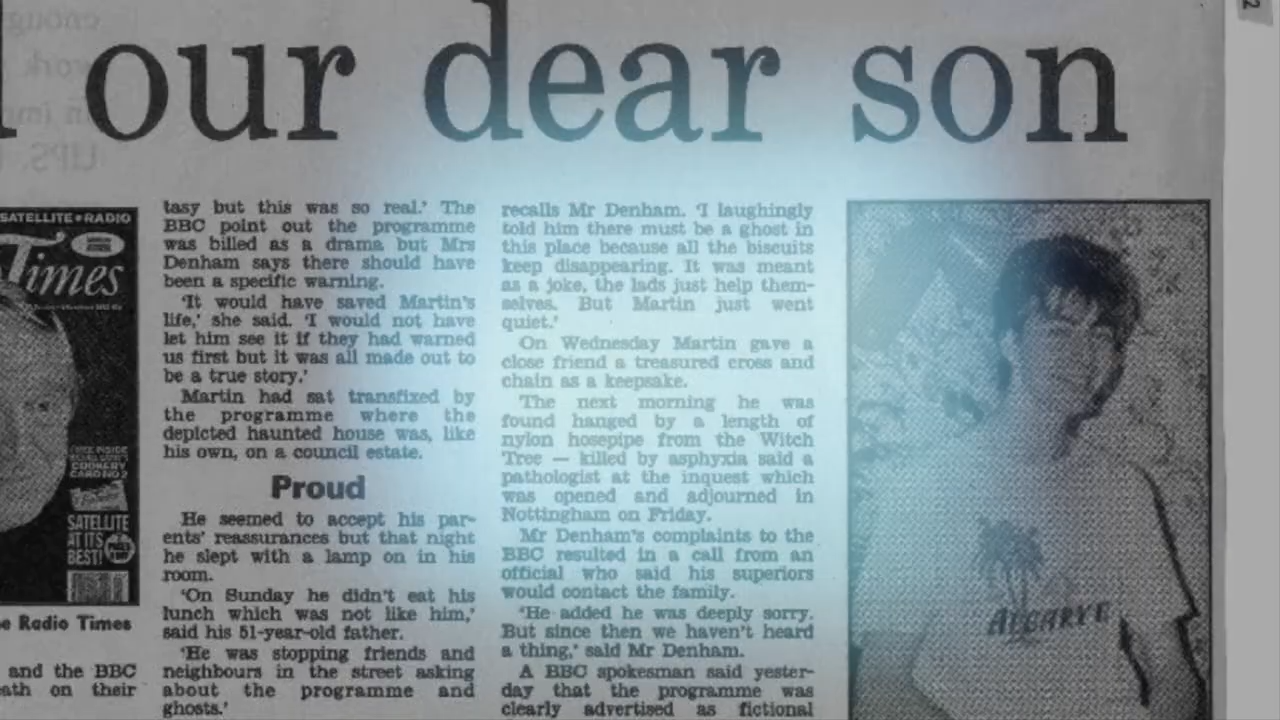 our dear son
SATELLITE • RADIO
Times
SATELLITE
AT ITS
BEST!
Radio Times
and the BBC
on their
tasy but this was so real.’ The
BBC point out the programme
was billed as a drama but Mrs
Denham says there should have
been a specific warning.
‘It would have saved Martin’s
life,’ she said. ‘I would not have
let him see it if they had warned
us first but it was all made out to
be a true story.’
Martin had sat transfixed by
the programme where the
depicted haunted house was, like
his own, on a council estate.
Proud
He seemed to accept his par-
ents’ reassurances but that night
he slept with a lamp on in his
room.
‘On Sunday he didn’t eat his
lunch which was not like him,’
said his 51-year-old father.
‘He was stopping friends and
neighbours in the street asking
about the programme and
ghosts.’
recalls Mr Denham. ‘I laughingly
told him there must be a ghost in
this place because all the biscuits
keep disappearing. It was meant
as a joke, the lads just help them-
selves. But Martin just went
quiet.’
On Wednesday Martin gave a
close friend a treasured cross and
chain as a keepsake.
The next morning he was
found hanged by a length of
nylon hosepipe from the Witch
Tree — killed by asphyxia said a
pathologist at the inquest which
was opened and adjourned in
Nottingham on Friday.
Mr Denham’s complaints to the
BBC resulted in a call from an
official who said his superiors
would contact the family.
‘He added he was deeply sorry.
But since then we haven’t heard
a thing,’ said Mr Denham.
A BBC spokesman said yester-
day that the programme was
clearly advertised as fictional
ALGARVE